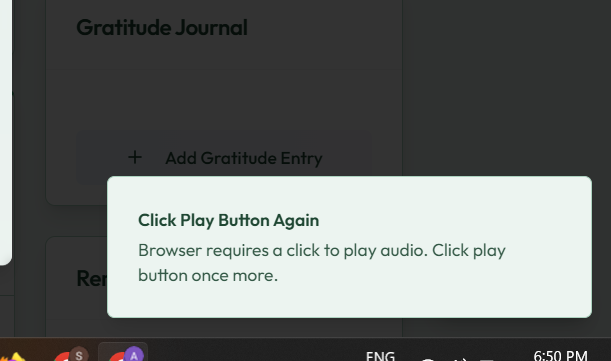 Gratitude Journal
+ Add Gratitude Entry
Click Play Button Again
Browser requires a click to play audio. Click play
button once more.
Rer
S
A
ENG
6:50 PM